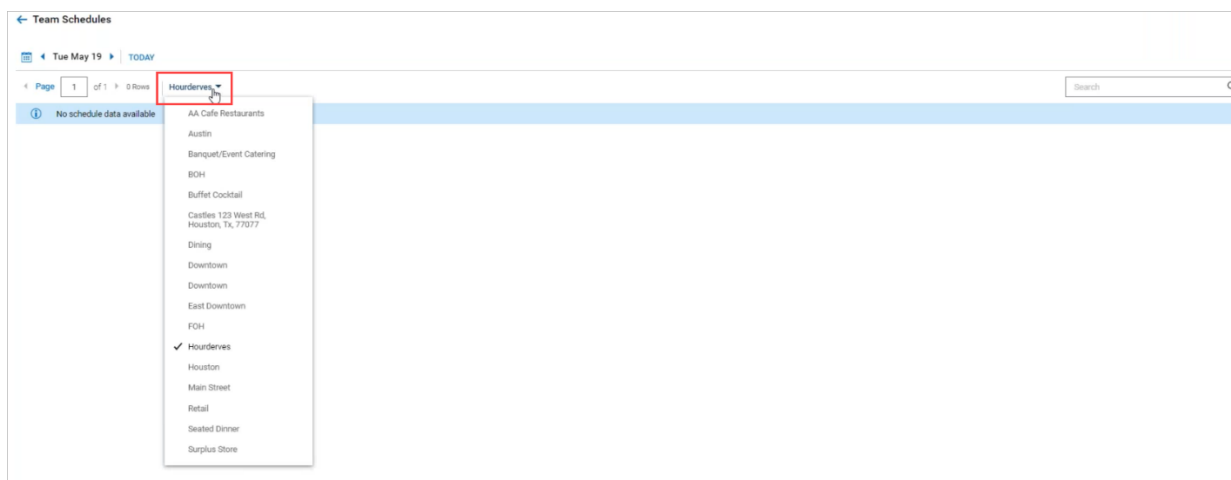 Team Schedules
Tue May 19 TODAY
Page 1 of 1 0 Rows Hourderves Search
No schedule data available
AA Cafe Restaurants
Austin
Banquet/Event Catering
BOH
Buffet Cocktail
Castles 123 West Rd,
Houston, Tx, 77077
Dining
Downtown
Downtown
East Downtown
FOH
Hourderves
Houston
Main Street
Retail
Seated Dinner
Surplus Store